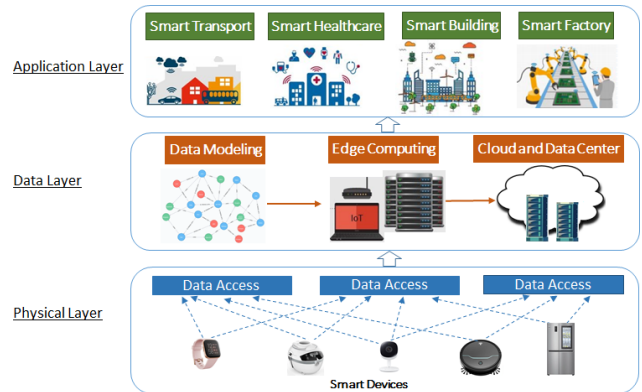 Smart Transport
Smart Healthcare
Smart Building
Smart Factory
Application Layer
Data Modeling
Edge Computing
Cloud and Data Center
Data Layer
IoT
Data Access
Data Access
Data Access
Physical Layer
Smart Devices